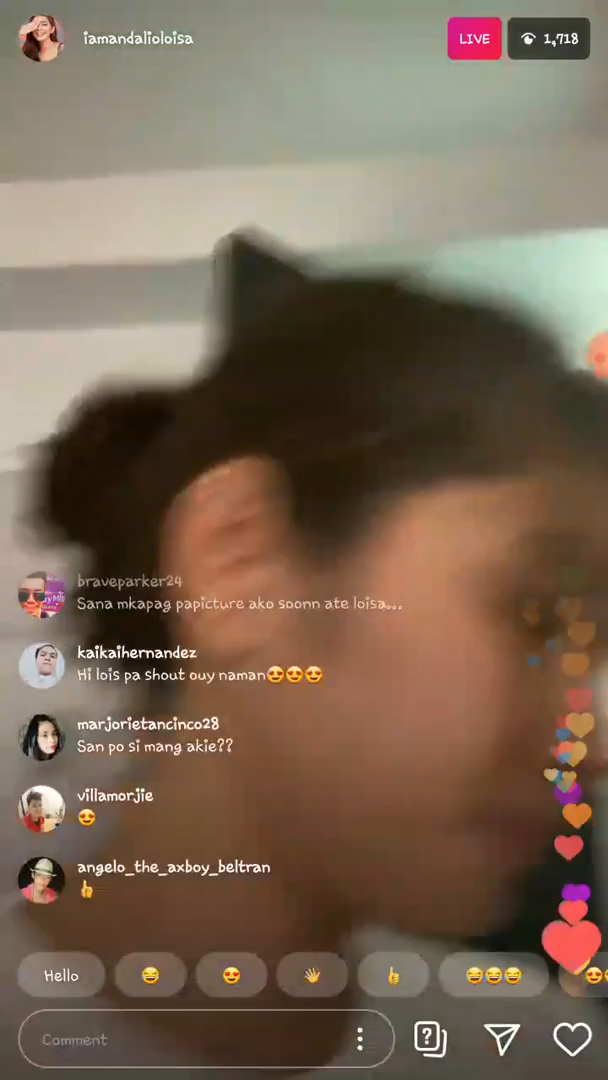 iamandalioloisa
LIVE
1,718
braveparker24
Sana mkapag papicture ako soonn ate loisa...
kaikaihernandez
Hi lois pa shout ouy naman😍😍😍
marjorietancinco28
San po si mang akie??
villamorjie
😍
angelo_the_axboy_beltran
👍
Hello 😂 😍 👋 👍 😂😂😂 😍
Comment